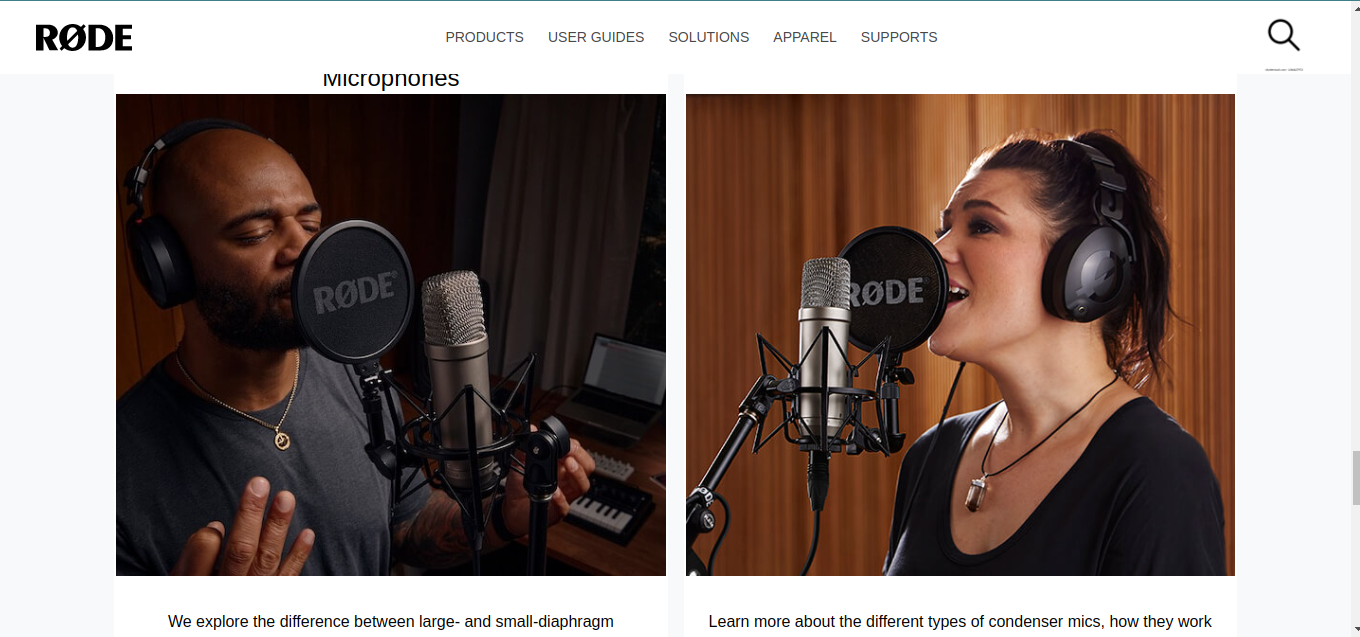 RØDE
PRODUCTS USER GUIDES SOLUTIONS APPAREL SUPPORTS
Microphones
RØDE
RØDE
We explore the difference between large- and small-diaphragm
Learn more about the different types of condenser mics, how they work